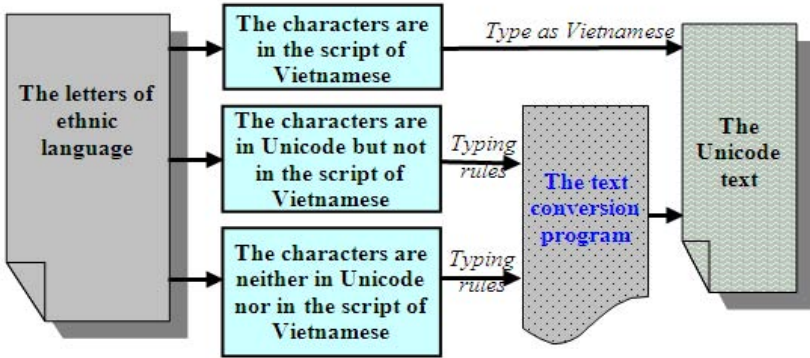 The letters of
ethnic
language
The characters are
in the script of
Vietnamese
Type as Vietnamese
The characters are
in Unicode but not
in the script of
Vietnamese
Typing
rules
The characters are
neither in Unicode
nor in the script of
Vietnamese
Typing
rules
The text
conversion
program
The
Unicode
text